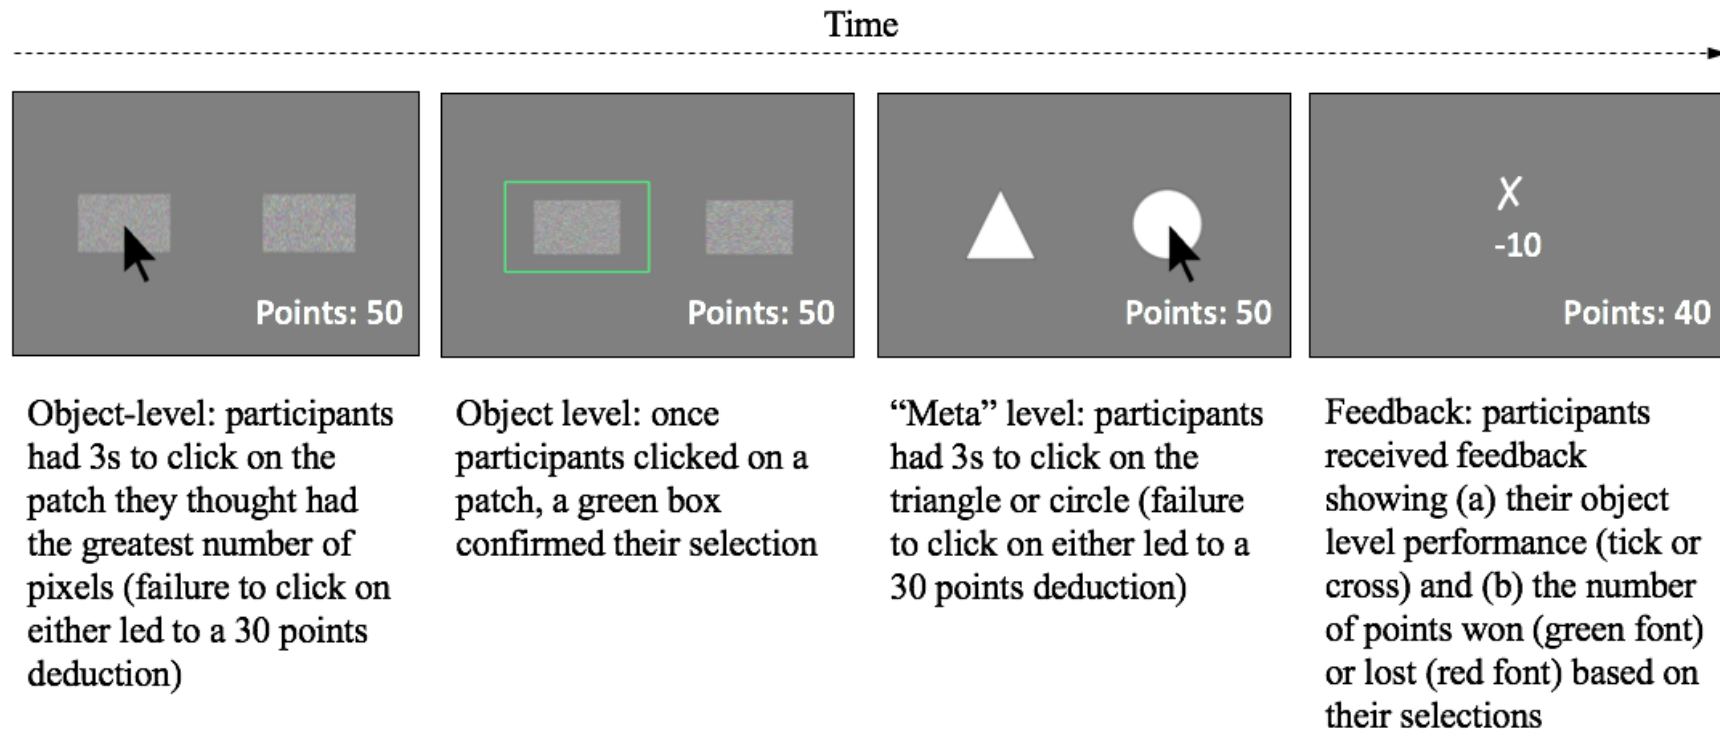 Time
Points: 50
Points: 50
Points: 50
X
-10
Points: 40
Object-level: participants
had 3s to click on the
patch they thought had
the greatest number of
pixels (failure to click on
either led to a 30 points
deduction)
Object level: once
participants clicked on a
patch, a green box
confirmed their selection
“Meta” level: participants
had 3s to click on the
triangle or circle (failure
to click on either led to a
30 points deduction)
Feedback: participants
received feedback
showing (a) their object
level performance (tick or
cross) and (b) the number
of points won (green font)
or lost (red font) based on
their selections